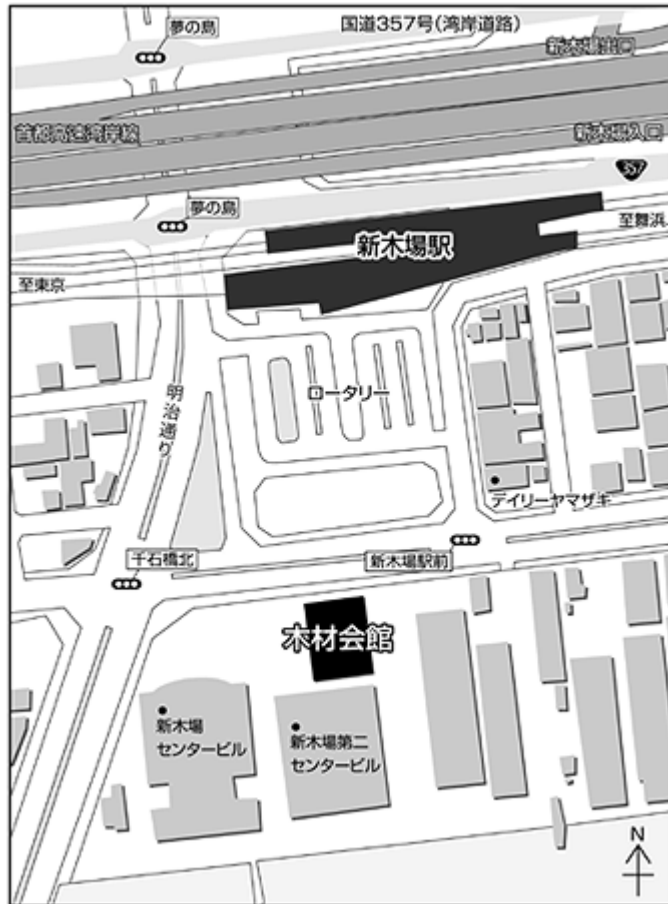 夢の島
国道357号(湾岸道路)
新木場出口
首都高速湾岸線
新木場入口
357
夢の島
至舞浜
新木場駅
至東京
ロータリー
明治通り
デイリーヤマザキ
千石橋北
新木場駅前
木材会館
新木場
センタービル
新木場第二
センタービル
N